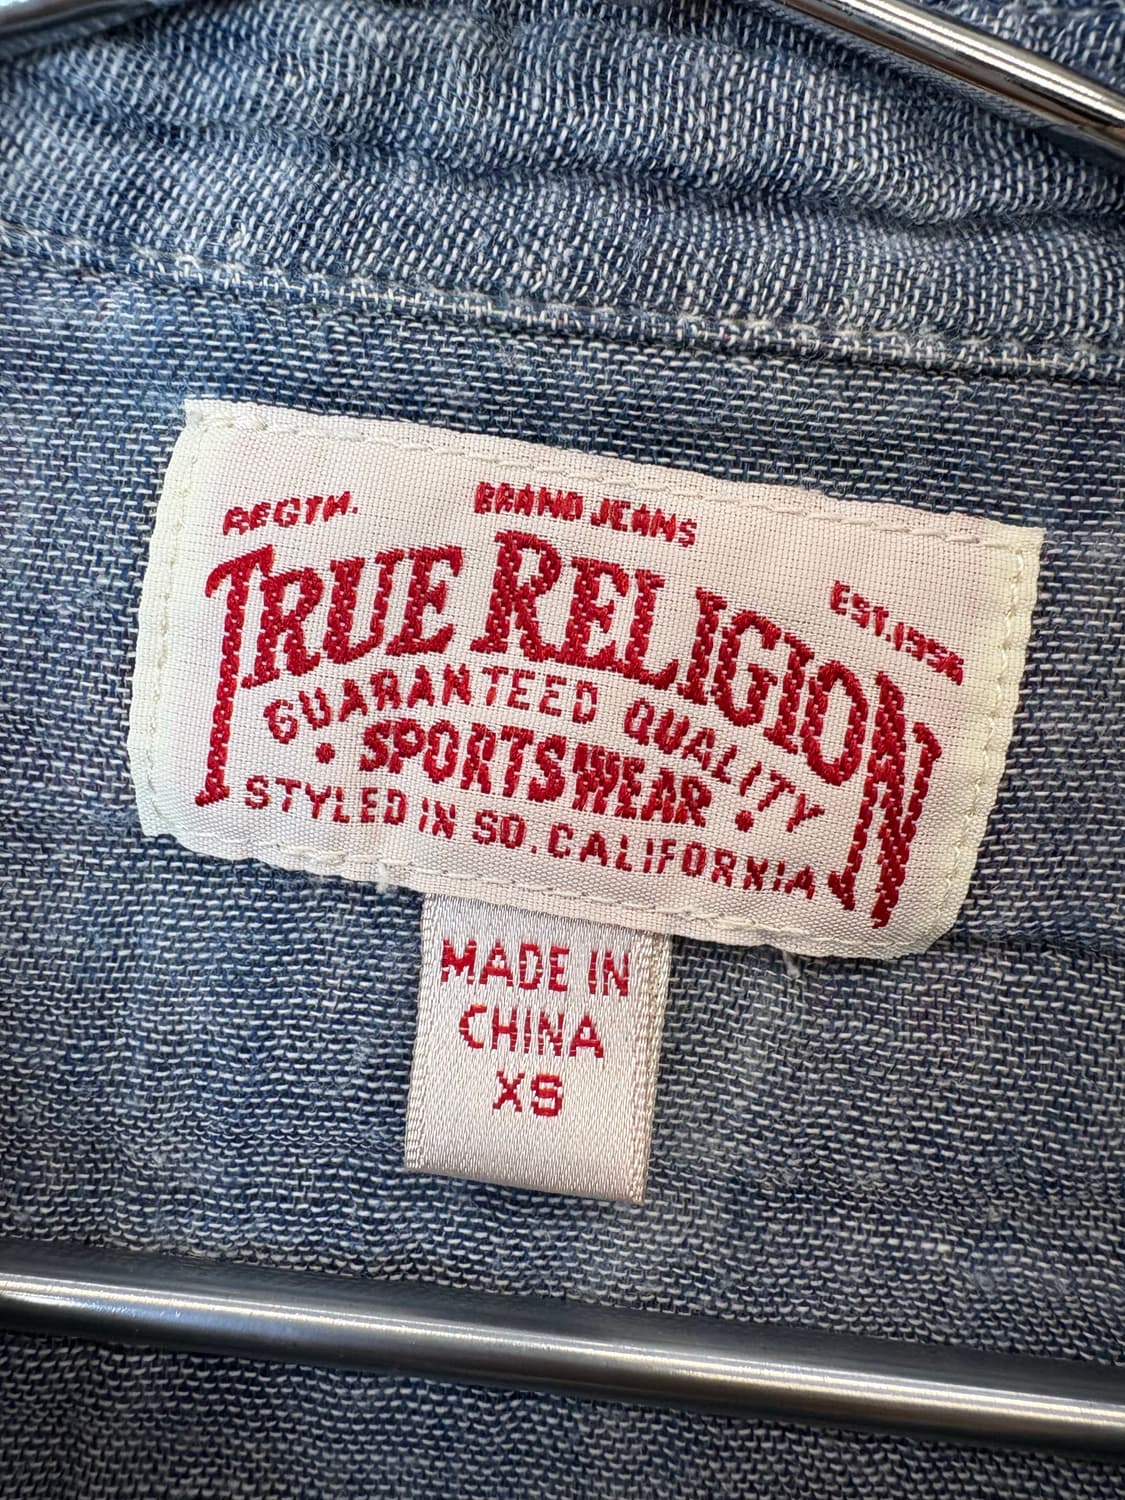 REGTM. BRAND JEANS EST.1956
TRUE RELIGION
GUARANTEED QUALITY
• SPORTSWEAR •
STYLED IN SO. CALIFORNIA
MADE IN
CHINA
XS